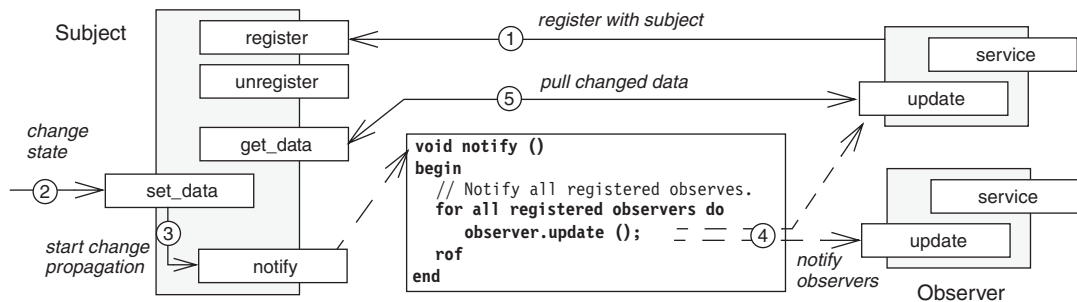 Subject
register
unregister
get_data
set_data
notify
change
state
2
3
start change
propagation
register with subject
1
pull changed data
5
void notify ()
begin
// Notify all registered observes.
for all registered observers do
observer.update ();
rof
end
4
notify
observers
service
update
service
update
Observer